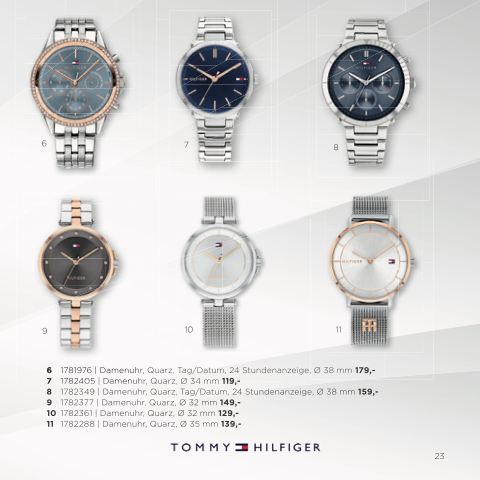 6
7
8
TOMMY HILFIGER
9
10
11
6 1781976 | Damenuhr, Quarz, Tag/Datum, 24 Stundenanzeige, Ø 38 mm 179,-
7 1782405 | Damenuhr, Quarz, Ø 34 mm 119,-
8 1782349 | Damenuhr, Quarz, Tag/Datum, 24 Stundenanzeige, Ø 38 mm 159,-
9 1782377 | Damenuhr, Quarz, Ø 32 mm 149,-
10 1782361 | Damenuhr, Quarz, Ø 32 mm 129,-
11 1782288 | Damenuhr, Quarz, Ø 35 mm 139,-
TOMMY HILFIGER
23